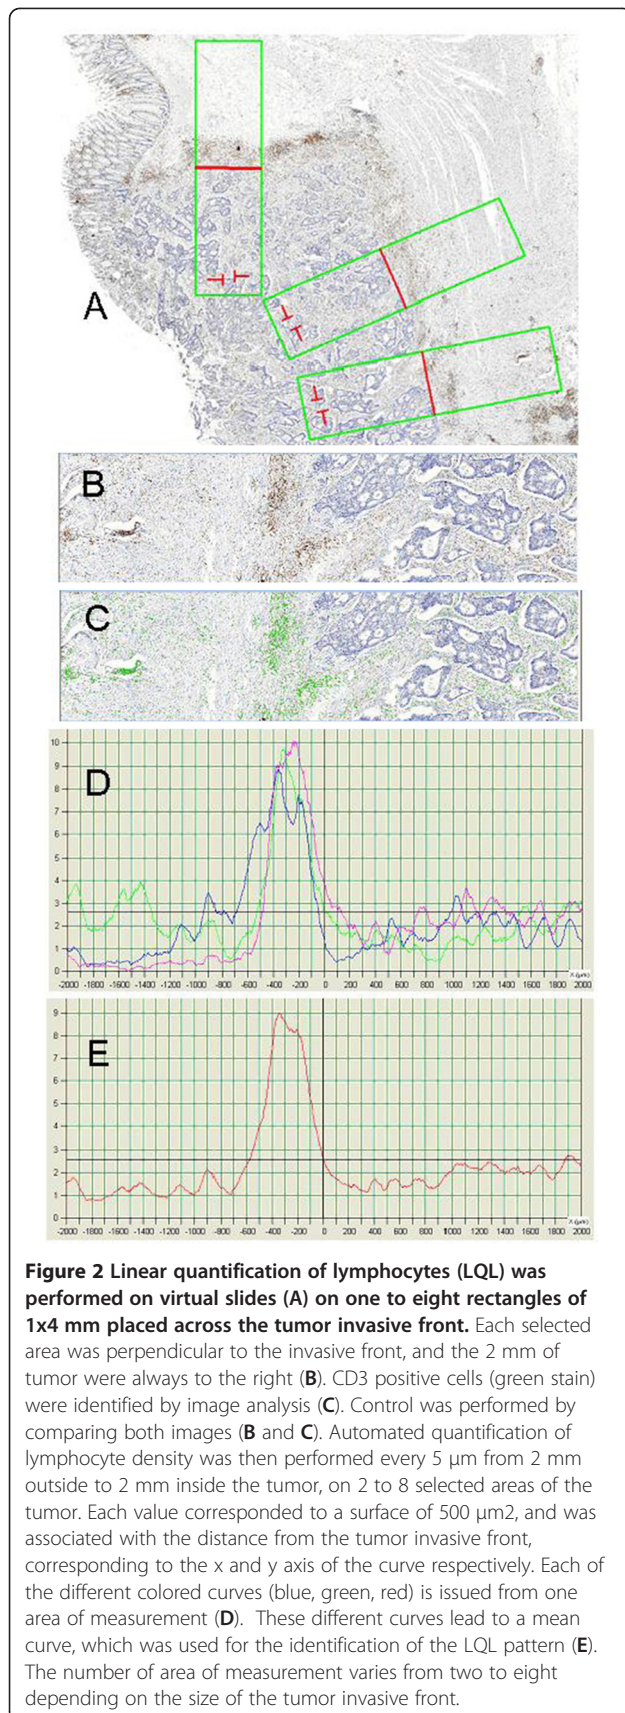 A
B
C
D
10
9
8
7
6
5
4
3
2
1
0
-2000 -1800 -1600 -1400 -1200 -1000 -800 -600 -400 -200 0 200 400 600 800 1000 1200 1400 1600 1800 2000
X (µm)
E
9
8
7
6
5
4
3
2
1
0
-2000 -1800 -1600 -1400 -1200 -1000 -800 -600 -400 -200 0 200 400 600 800 1000 1200 1400 1600 1800 2000
X (µm)
Figure 2 Linear quantification of lymphocytes (LQL) was
performed on virtual slides (A) on one to eight rectangles of
1x4 mm placed across the tumor invasive front. Each selected
area was perpendicular to the invasive front, and the 2 mm of
tumor were always to the right (B). CD3 positive cells (green stain)
were identified by image analysis (C). Control was performed by
comparing both images (B and C). Automated quantification of
lymphocyte density was then performed every 5 µm from 2 mm
outside to 2 mm inside the tumor, on 2 to 8 selected areas of the
tumor. Each value corresponded to a surface of 500 µm2, and was
associated with the distance from the tumor invasive front,
corresponding to the x and y axis of the curve respectively. Each of
the different colored curves (blue, green, red) is issued from one
area of measurement (D). These different curves lead to a mean
curve, which was used for the identification of the LQL pattern (E).
The number of area of measurement varies from two to eight
depending on the size of the tumor invasive front.